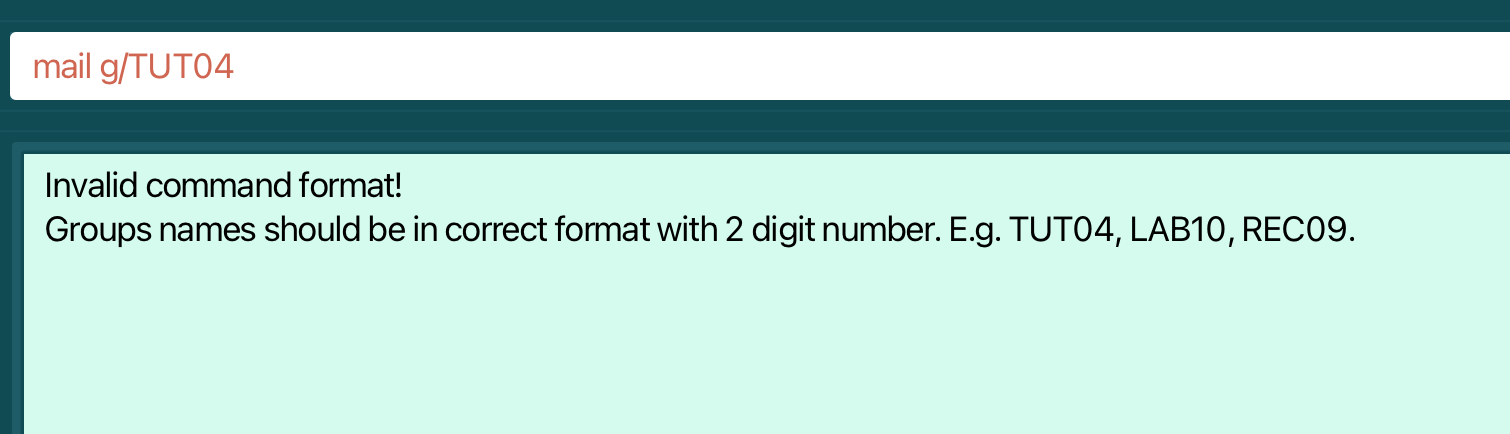 mail g/TUT04
Invalid command format!
Groups names should be in correct format with 2 digit number. E.g. TUT04, LAB10, REC09.